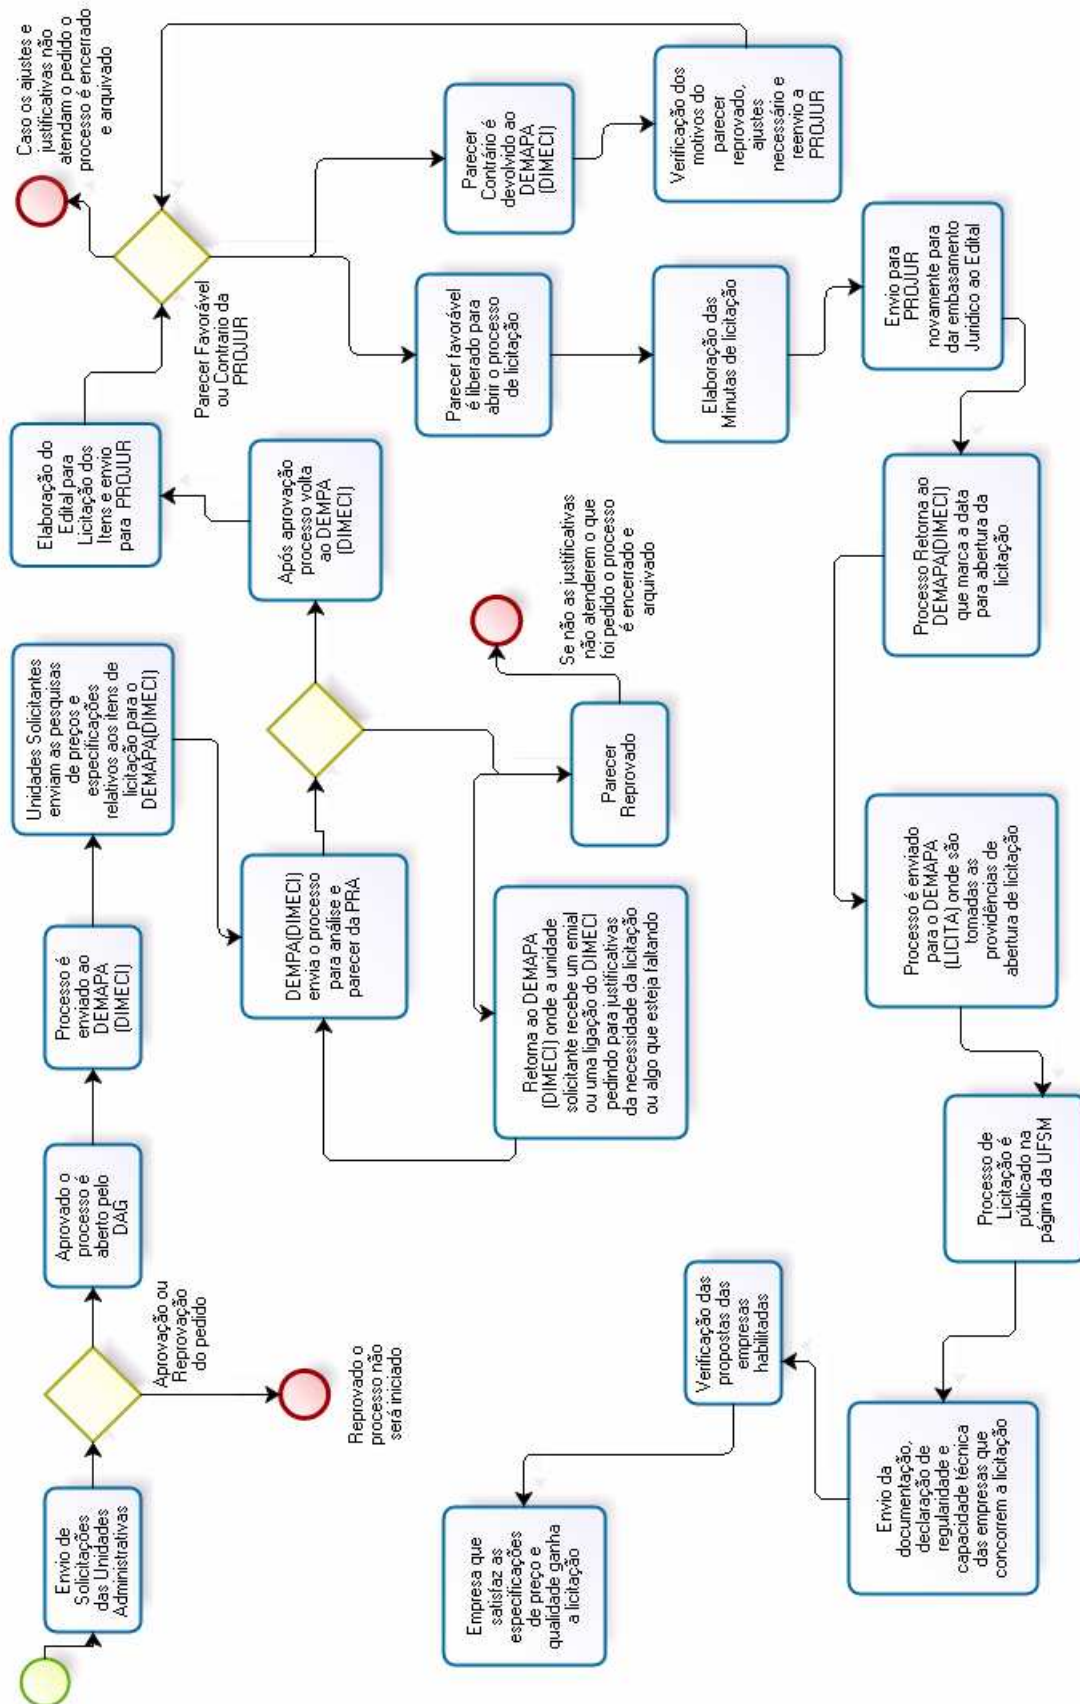 Envio de
Solicitações
das Unidades
Administrativas
Aprovação ou
Reprovação
do pedido
Reprovado o
processo não
será iniciado
Aprovado o
processo é
aberto pelo
DAG
Processo é
enviado ao
DEMAPA
(DIMECI)
Unidades Solicitantes
enviam as pesquisas
de preços e
especificações
relativos aos itens de
licitação para o
DEMAPA(DIMECI)
DEMPA(DIMECI)
envia o processo
para análise e
parecer da PRA
Retorna ao DEMAPA
(DIMECI) onde a unidade
solicitante recebe um emial
ou uma ligação do DIMECI
pedindo para justificativas
da necessidade da licitação
ou algo que esteja faltando
Parecer
Reprovado
Se não as justificativas
não atenderem o que
foi pedido o processo
é encerrado e
arquivado
Após aprovação
processo volta
ao DEMPA
(DIMECI)
Elaboração do
Edital para
Licitação dos
Itens e envio
para PROJUR
Parecer Favorável
ou Contrario da
PROJUR
Caso os ajustes e
justificativas não
atendam o pedido o
processo é encerrado
e arquivado
Parecer
Contrário é
devolvido ao
DEMAPA
(DIMECI)
Verificação dos
motivos do
parecer
reprovado,
ajustes
necessário e
reenvio a
PROJUR
Parecer favorável
é liberado para
abrir o processo
de licitação
Elaboração das
Minutas de licitação
Envio para
PROJUR
novamente para
dar embasamento
Juridico ao Edital
Processo Retorna ao
DEMAPA(DIMECI)
que marca a data
para abertura da
licitação
Processo é enviado
para o DEMAPA
(LICITA) onde são
tomadas as
providências de
abertura de licitação
Processo de
Licitação é
públicado na
página da UFSM
Envio da
documentação,
declaração de
regularidade e
capacidade técnica
das empresas que
concorrem a licitação
Verificação das
propostas das
empresas
habilitadas
Empresa que
satisfaz as
especificações
de preço e
qualidade ganha
a licitação